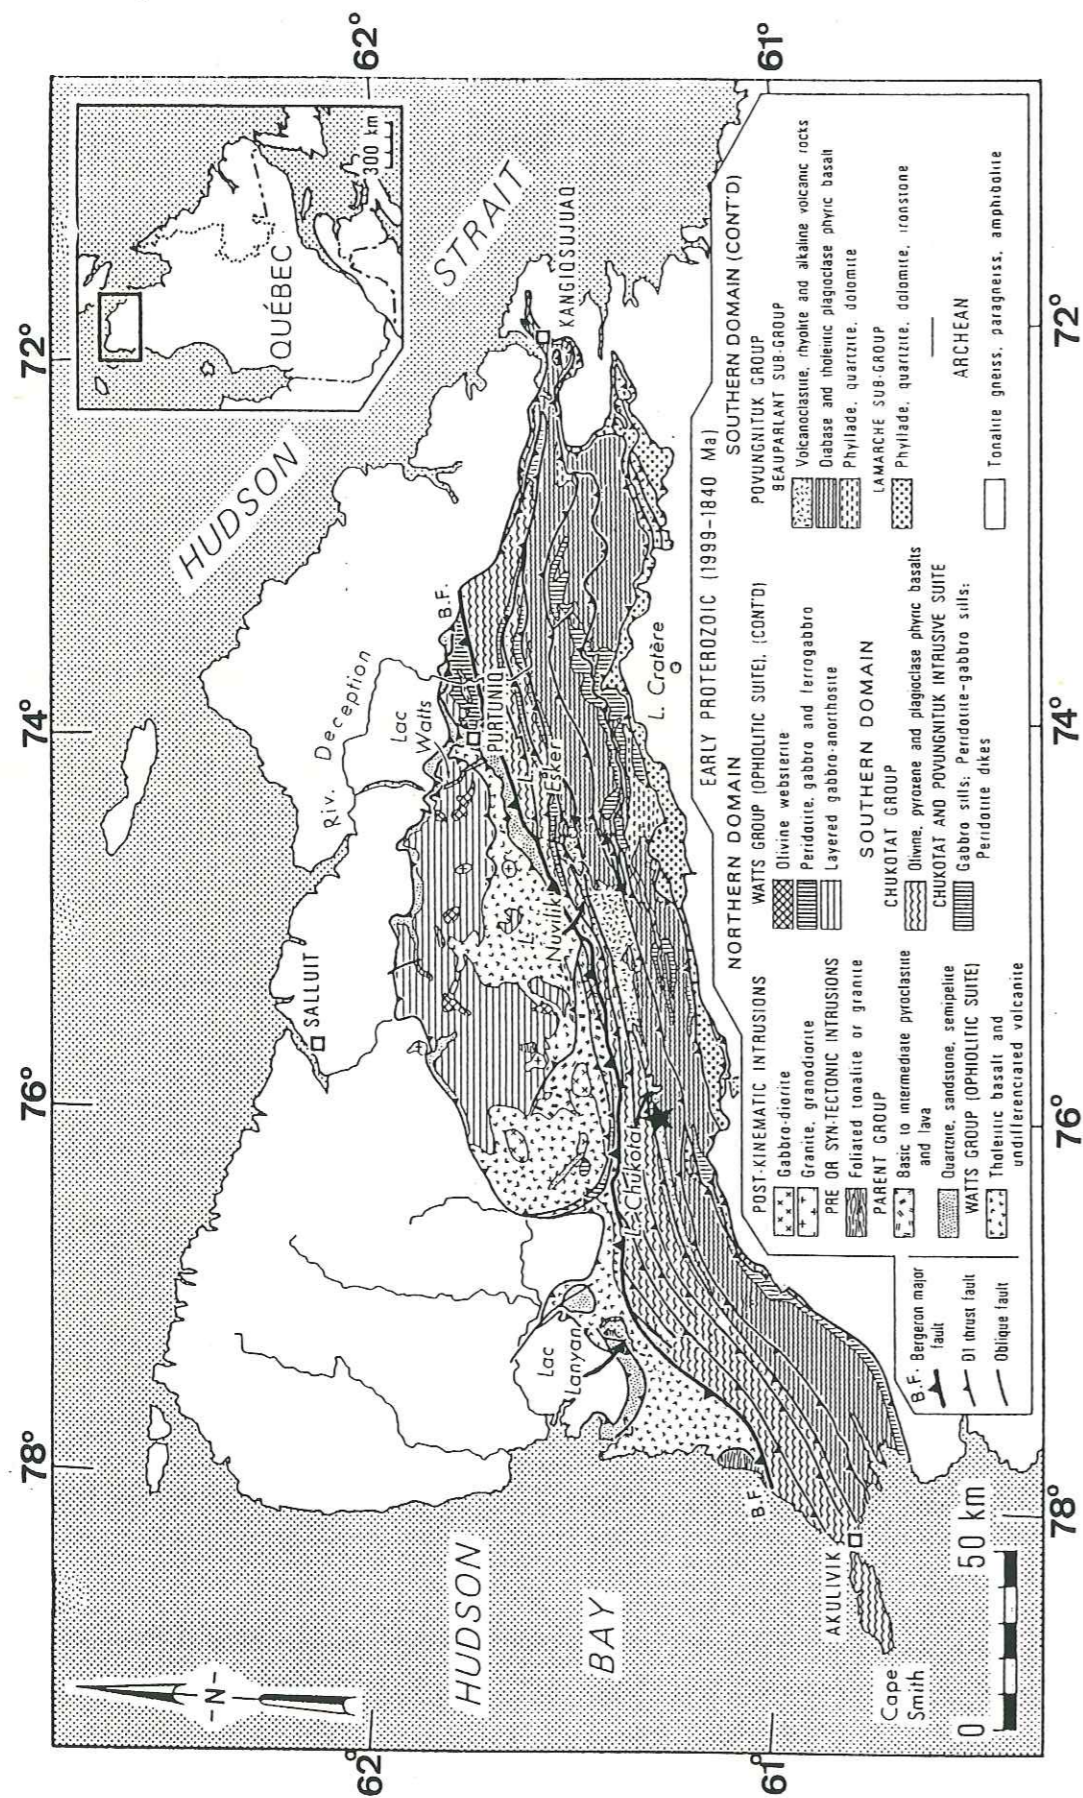 78°
76°
74°
72°
62°
61°
62°
61°
78°
76°
74°
72°
-N-
HUDSON
BAY
HUDSON
STRAIT
QUÉBEC
300 km
SALLUIT
Riv. Deception
Lac
Watts
B.F.
PURTUNIQ
L.
Esker
L.
Nuvilik
L. Chukotat
Lac
Lanyan
B.F.
L. Cratère
KANGIQSUJUAQ
AKULIVIK
Cape
Smith
0 50 km
B.F. Bergeron major
fault
D1 thrust fault
Oblique fault
EARLY PROTEROZOIC (1999-1840 Ma)
NORTHERN DOMAIN
POST-KINEMATIC INTRUSIONS
Gabbro-diorite
Granite, granodiorite
PRE OR SYN-TECTONIC INTRUSIONS
Foliated tonalite or granite
PARENT GROUP
Basic to intermediate pyroclastite
and lava
Quartzite, sandstone, semipelite
WATTS GROUP (OPHIOLITIC SUITE)
Tholeiitic basalt and
undifferenciated volcanite
WATTS GROUP (OPHIOLITIC SUITE), (CONT'D)
Olivine websterite
Peridotite, gabbro and ferrogabbro
Layered gabbro-anorthosite
SOUTHERN DOMAIN
CHUKOTAT GROUP
Olivine, pyroxene and plagioclase phyric basalts
CHUKOTAT AND POVUNGNITUK INTRUSIVE SUITE
Gabbro sills; Peridotite-gabbro sills;
Peridotite dikes
SOUTHERN DOMAIN (CONT'D)
POVUNGNITUK GROUP
BEAUPARLANT SUB-GROUP
Volcanoclastite, rhyolite and alkaline volcanic rocks
Diabase and tholeiitic plagioclase phyric basalt
Phyllade, quartzite, dolomite
LAMARCHE SUB-GROUP
Phyllade, quartzite, dolomite, ironstone
ARCHEAN
Tonalite gneiss, paragneiss, amphibolite